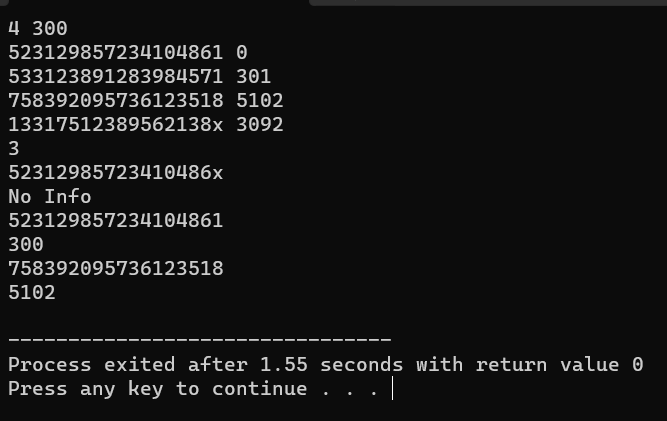 4 300
523129857234104861 0
533123891283984571 301
758392095736123518 5102
13317512389562138x 3092
3
52312985723410486x
No Info
523129857234104861
300
758392095736123518
5102
--------------------------------
Process exited after 1.55 seconds with return value 0
Press any key to continue . . .